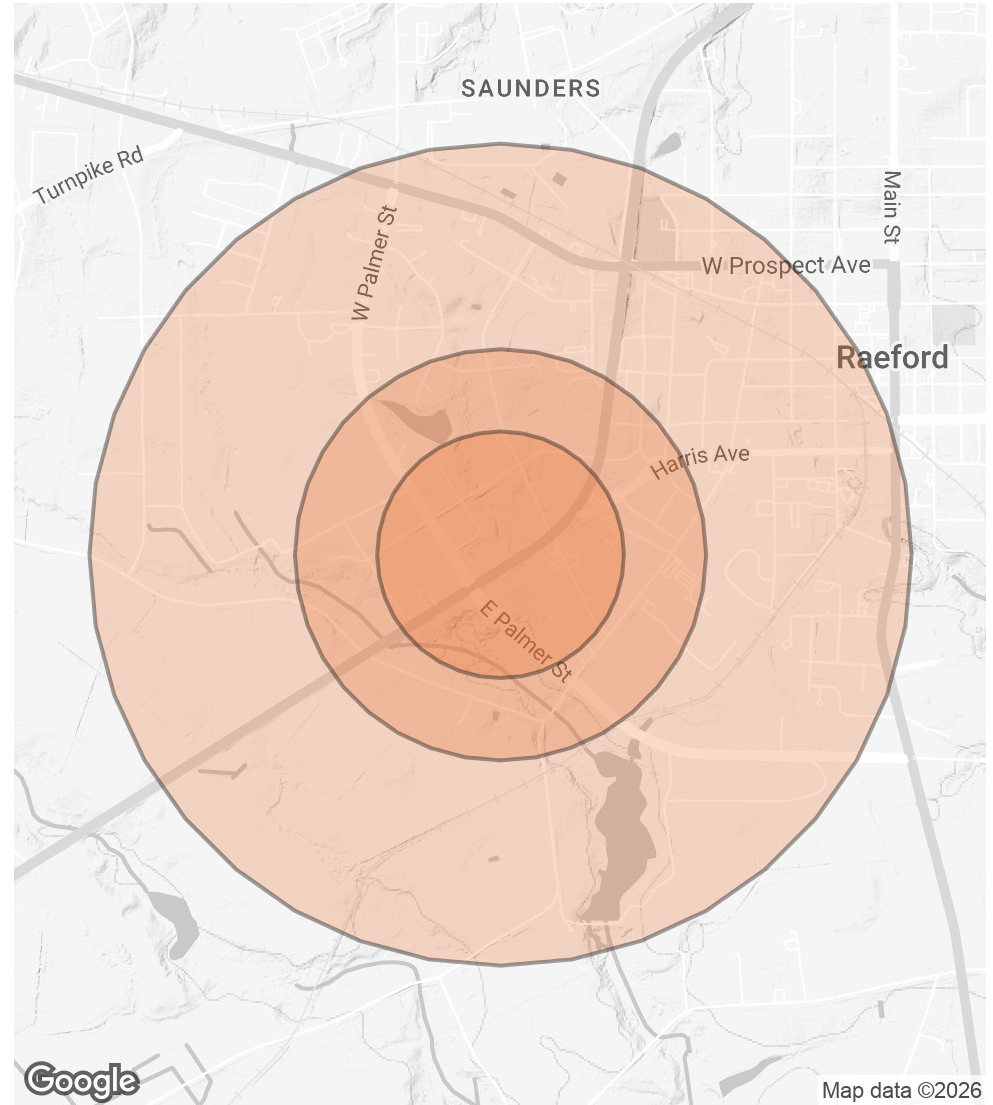 SAUNDERS
Turnpike Rd
Main St
W Palmer St
W Prospect Ave
Raeford
Harris Ave
E Palmer St
Google
Map data ©2026